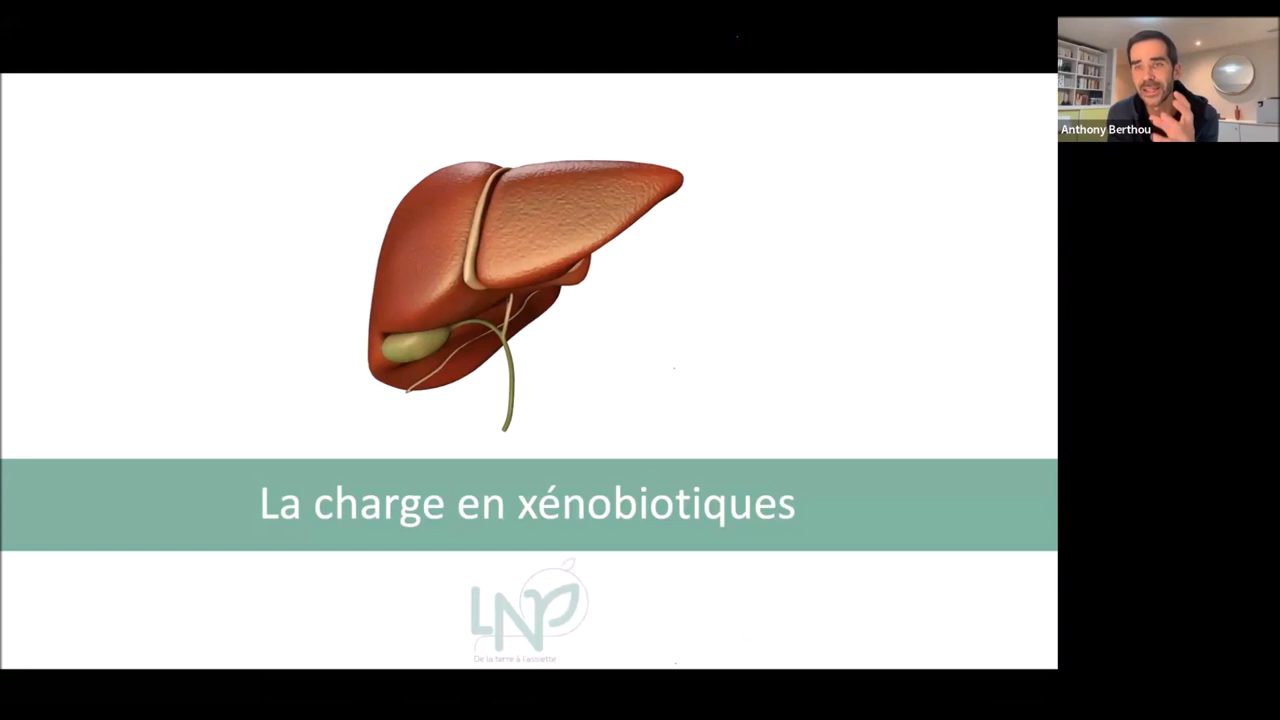 Anthony Berthou
La charge en xénobiotiques
LNP
De la terre à l'assiette